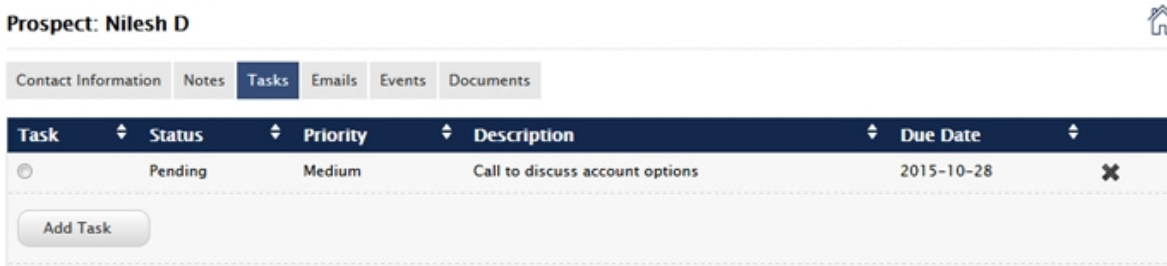 Prospect: Nilesh D
Contact Information Notes Tasks Emails Events Documents
Task Status Priority Description Due Date
Pending Medium Call to discuss account options 2015-10-28
Add Task